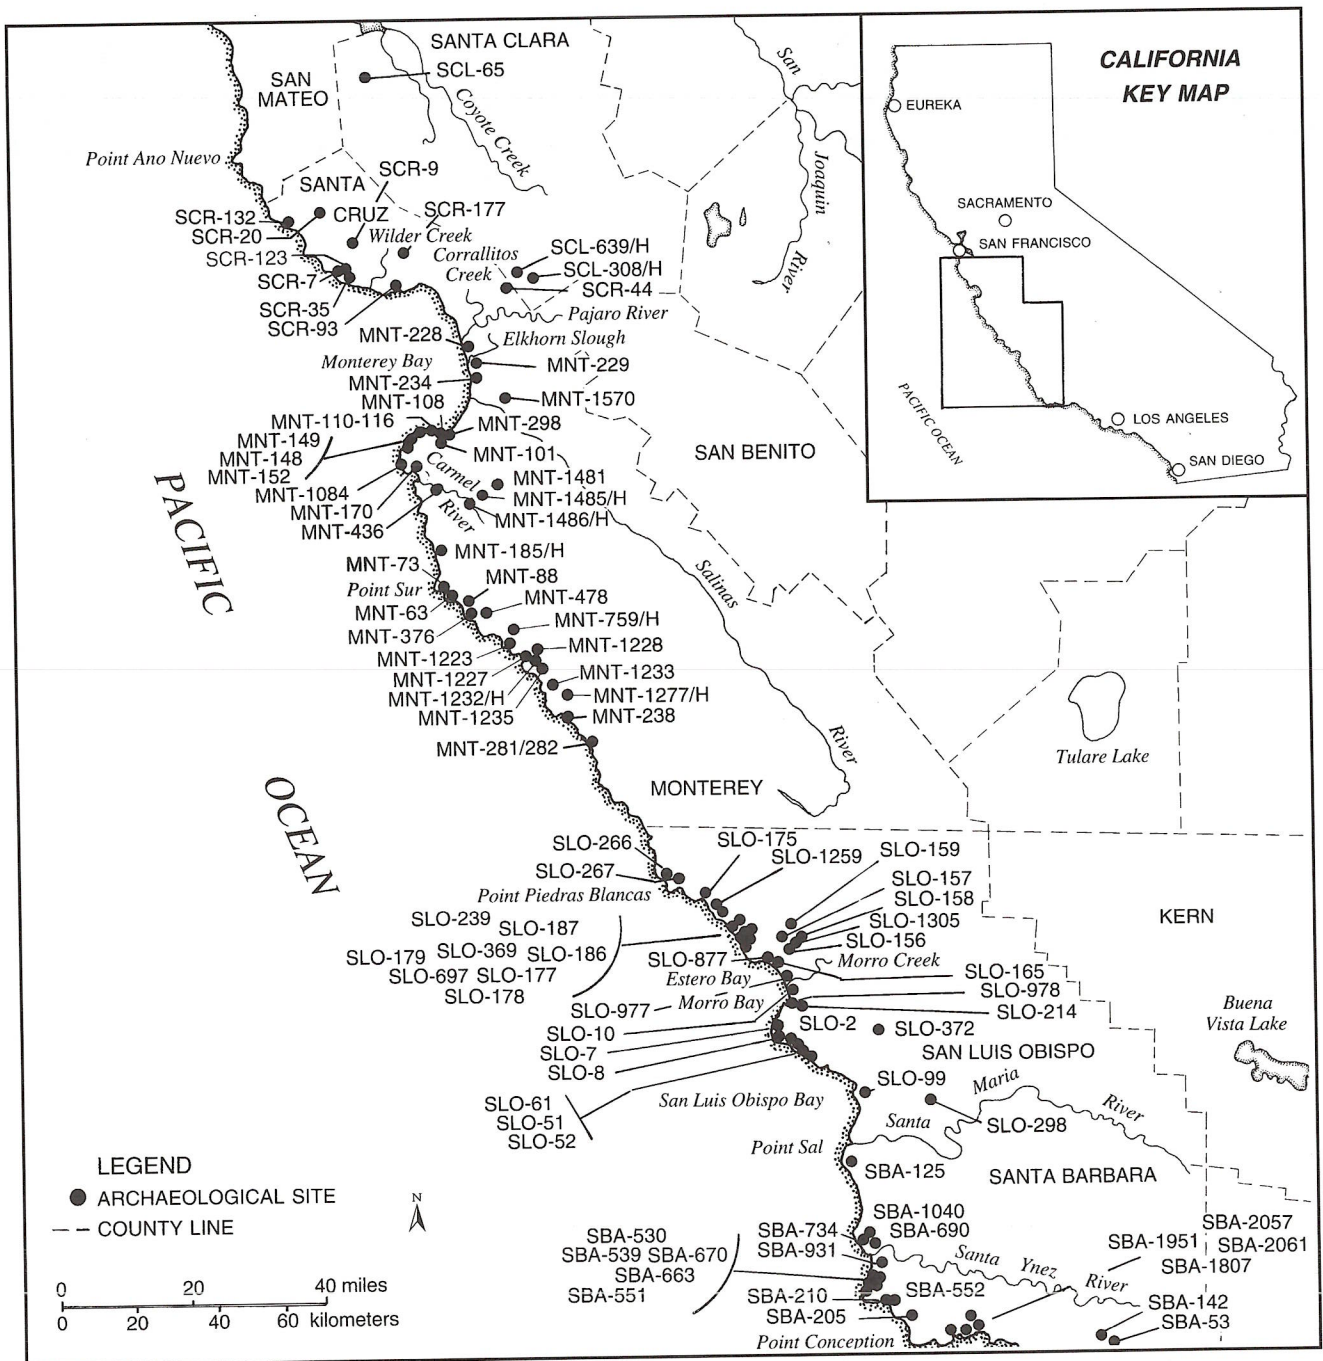 SANTA CLARA
SAN
MATEO
SCL-65
Coyote Creek
San
Joaquin
River
Point Ano Nuevo
SANTA
CRUZ
SCR-9
SCR-132
SCR-20
SCR-177
Wilder Creek
SCR-123
SCR-7
Corrallitos
Creek
SCL-639/H
SCL-308/H
SCR-44
SCR-35
SCR-93
Pajaro River
MNT-228
Elkhorn Slough
Monterey Bay
MNT-229
MNT-234
MNT-108
MNT-1570
MNT-110-116
MNT-298
MNT-149
MNT-148
MNT-152
MNT-101
SAN BENITO
Carmel
River
MNT-1481
MNT-1084
MNT-1485/H
MNT-170
MNT-1486/H
MNT-436
PACIFIC
OCEAN
MNT-185/H
MNT-73
MNT-88
Point Sur
MNT-478
MNT-63
MNT-759/H
MNT-376
MNT-1228
MNT-1223
MNT-1233
MNT-1227
MNT-1232/H
MNT-1277/H
MNT-1235
MNT-238
MNT-281/282
Salinas
River
Tulare Lake
MONTEREY
SLO-266
SLO-175
SLO-1259
SLO-159
SLO-267
SLO-157
Point Piedras Blancas
SLO-158
SLO-239
SLO-187
SLO-1305
KERN
SLO-179
SLO-369
SLO-186
SLO-156
SLO-697
SLO-177
SLO-877
Morro Creek
SLO-178
Estero Bay
SLO-165
SLO-977
Morro Bay
SLO-978
SLO-214
SLO-10
SLO-2
SLO-372
Buena
Vista Lake
SLO-7
SAN LUIS OBISPO
SLO-8
SLO-99
SLO-61
SLO-51
SLO-52
San Luis Obispo Bay
Santa
Maria
River
SLO-298
Point Sal
SBA-125
SANTA BARBARA
SBA-1040
SBA-734
SBA-690
SBA-530
SBA-931
SBA-539 SBA-670
SBA-663
SBA-551
Santa
Ynez
River
SBA-2057
SBA-1951
SBA-2061
SBA-1807
SBA-210
SBA-552
SBA-205
SBA-142
SBA-53
Point Conception
LEGEND
ARCHAEOLOGICAL SITE
COUNTY LINE
N
0 20 40 miles
0 20 40 60 kilometers
CALIFORNIA
KEY MAP
EUREKA
SACRAMENTO
SAN FRANCISCO
PACIFIC OCEAN
LOS ANGELES
SAN DIEGO